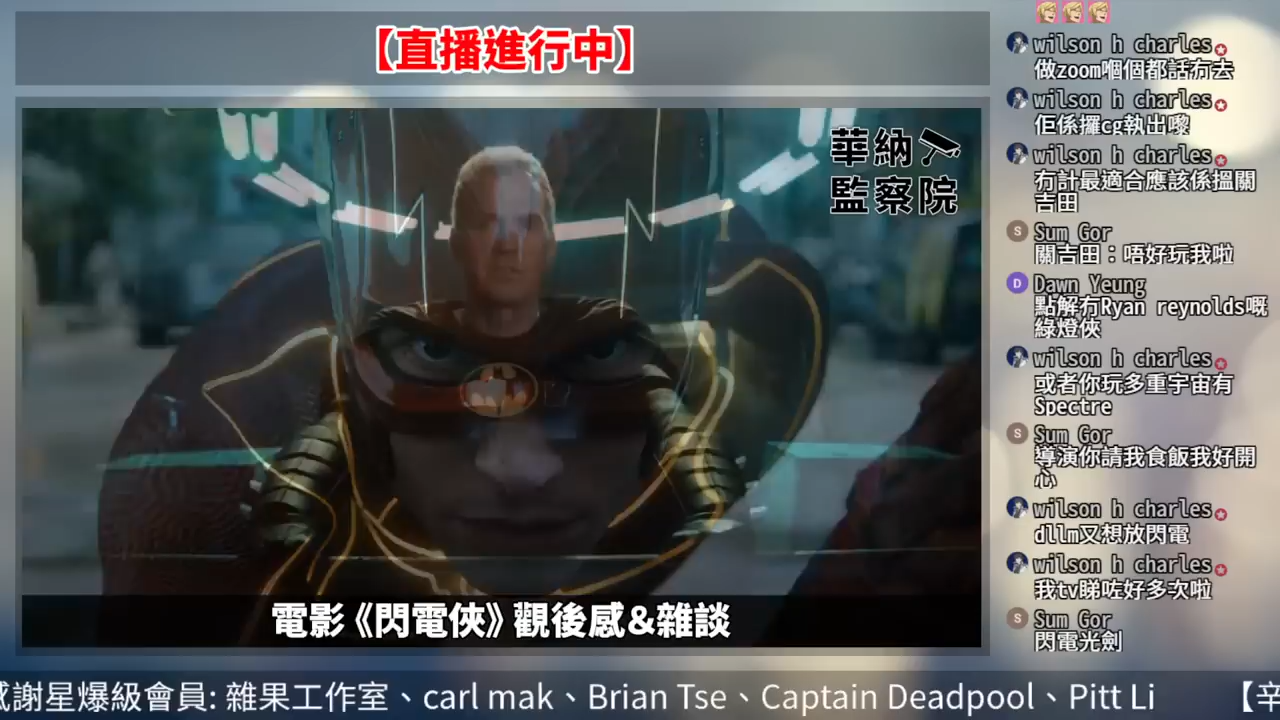 【直播進行中】
華納
監察院
電影《閃電俠》觀後感&雜談
wilson h charles
做zoom嗰個都話冇去
wilson h charles
佢係攞cg執出嚟
wilson h charles
冇計最適合應該係搵關
吉田
S
Sum Gor
關吉田：唔好玩我啦
D
Dawn Yeung
點解冇Ryan reynolds嘅
綠燈俠
wilson h charles
或者你玩多重宇宙有
Spectre
S
Sum Gor
導演你請我食飯我好開
心
wilson h charles
dllm又想放閃電
wilson h charles
我tv睇咗好多次啦
S
Sum Gor
閃電光劍
感謝星爆級會員: 雜果工作室、carl mak、Brian Tse、Captain Deadpool、Pitt Li 【辛